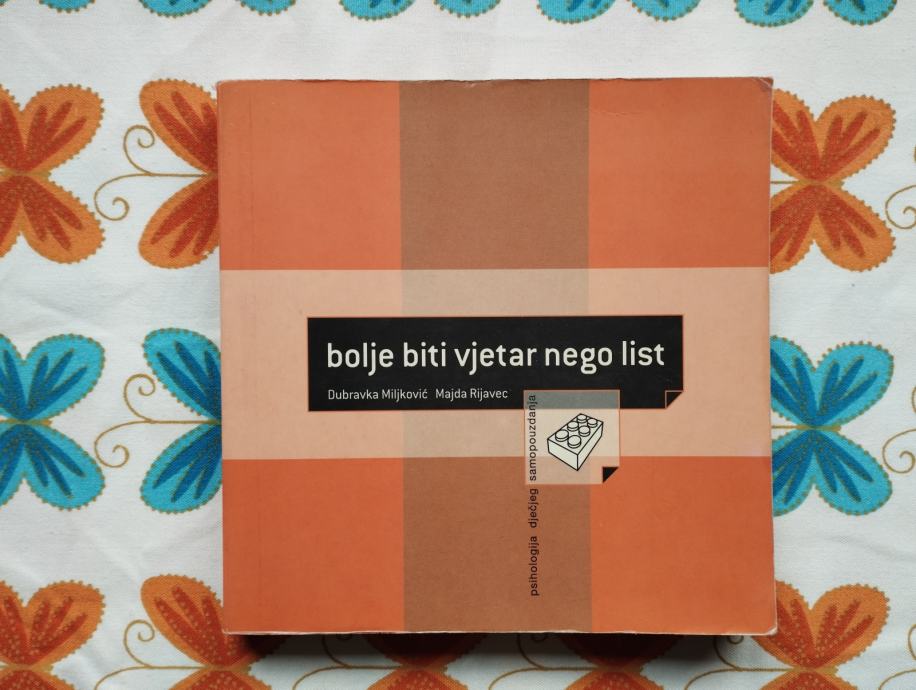 bolje biti vjetar nego list
Dubravka Miljković Majda Rijavec
psihologija dječjeg samopouzdanja